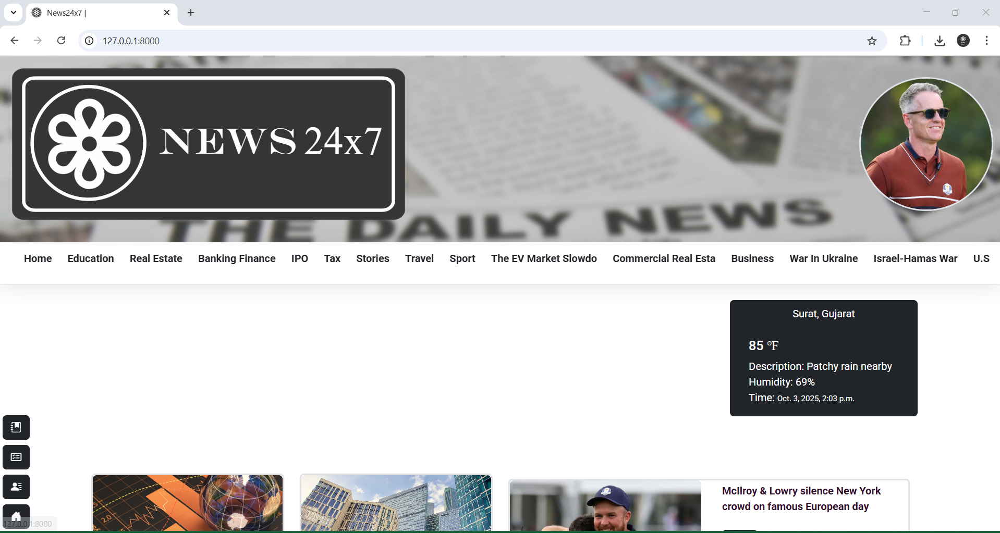 News24x7 |
127.0.0.1:8000
NEWS 24x7
THE DAILY NEWS
Home Education Real Estate Banking Finance IPO Tax Stories Travel Sport The EV Market Slowdo Commercial Real Esta Business War In Ukraine Israel-Hamas War U.S
Surat, Gujarat
85 °F
Description: Patchy rain nearby
Humidity: 69%
Time: Oct. 3, 2025, 2:03 p.m.
2.0
McIlroy & Lowry silence New York
crowd on famous European day
127.0.0.1:8000